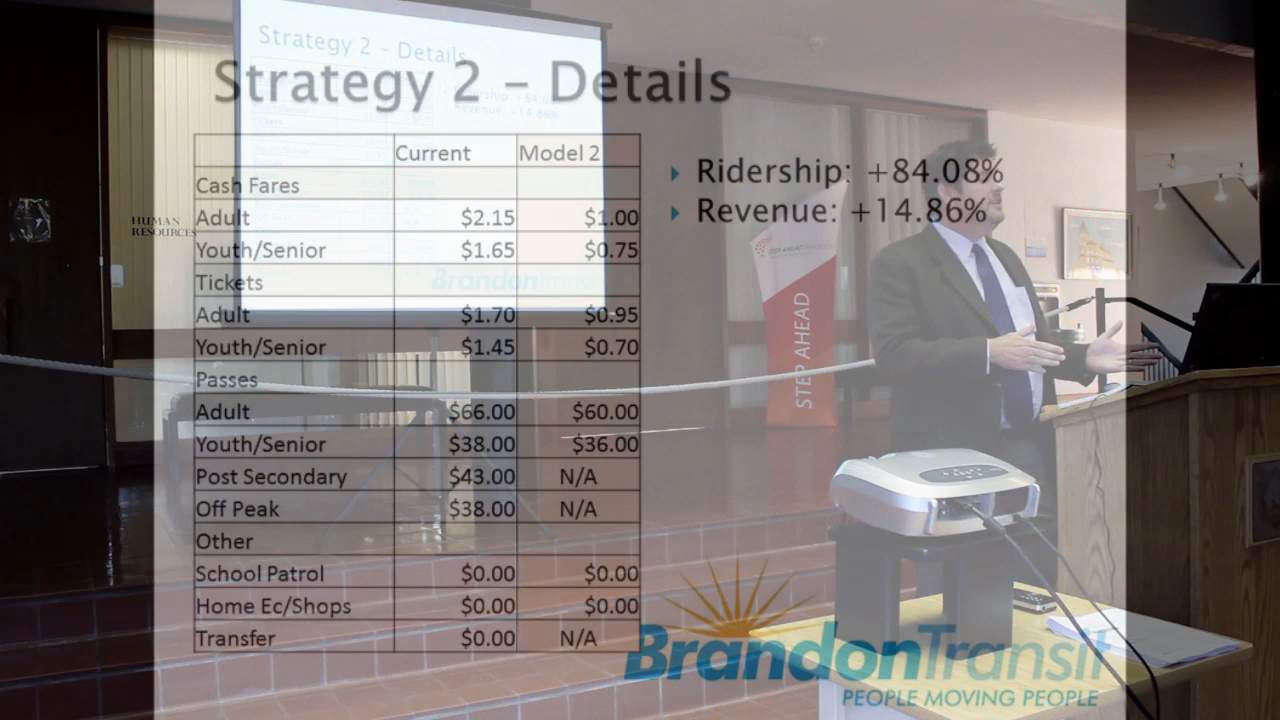 Strategy 2 – Details
Strategy 2 – Details
Current Model 2
Cash Fares
Adult $2.15 $1.00
Youth/Senior $1.65 $0.75
Tickets
Adult $1.70 $0.95
Youth/Senior $1.45 $0.70
Passes
Adult $66.00 $60.00
Youth/Senior $38.00 $36.00
Post Secondary $43.00 N/A
Off Peak $38.00 N/A
Other
School Patrol $0.00 $0.00
Home Ec/Shops $0.00 $0.00
Transfer $0.00 N/A
Ridership: +84.08%
Revenue: +14.86%
HUMAN
RESOURCES
STEP AHEAD
BrandonTransit
PEOPLE MOVING PEOPLE